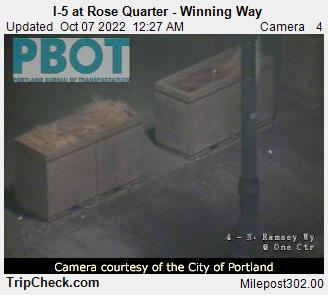 I-5 at Rose Quarter - Winning Way
Updated Oct 07 2022 12:27 AM Camera 4
PBOT
PORTLAND BUREAU OF TRANSPORTATION
4 - N. Ramsey Wy
@ One Ctr
Camera courtesy of the City of Portland
TripCheck.com Milepost302.00